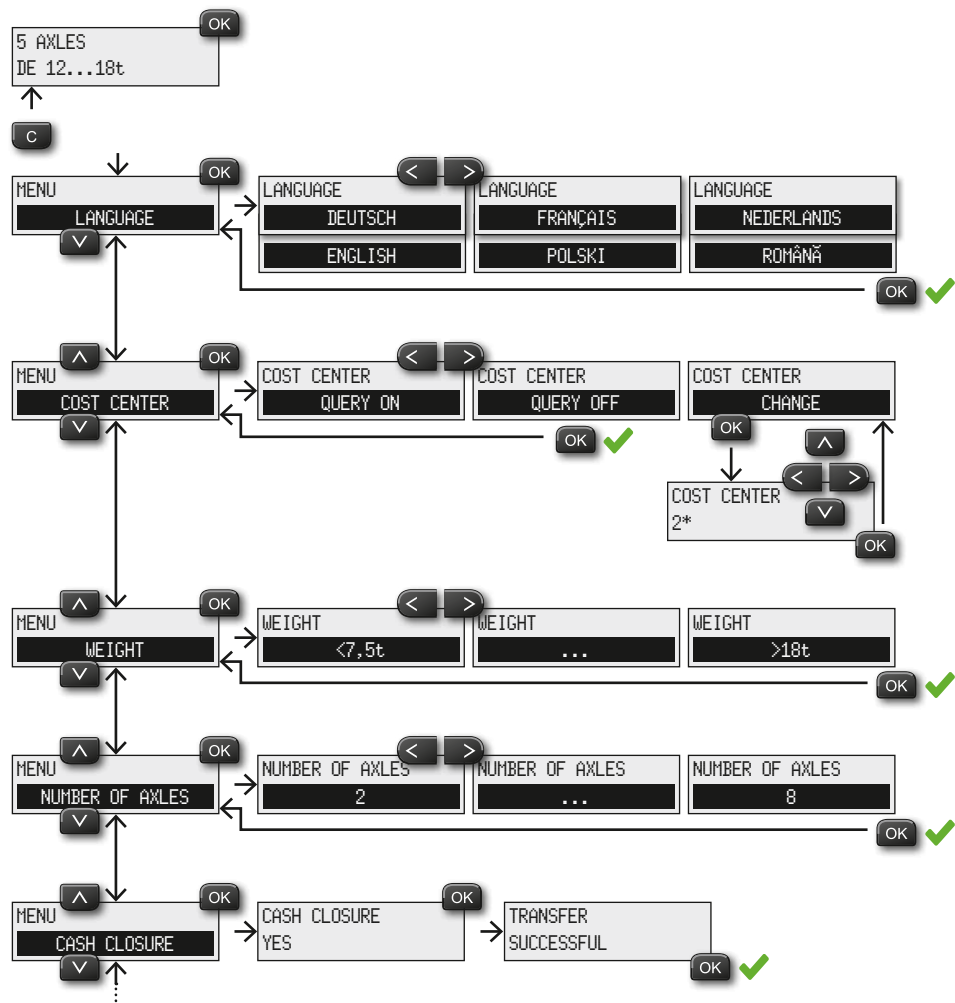 OK
5 AXLES
DE 12...18t
C
OK
MENU
LANGUAGE
< >
LANGUAGE
DEUTSCH
ENGLISH
LANGUAGE
FRANÇAIS
POLSKI
LANGUAGE
NEDERLANDS
ROMÂNĂ
OK
OK
MENU
COST CENTER
< >
COST CENTER
QUERY ON
COST CENTER
QUERY OFF
COST CENTER
CHANGE
OK
OK
< >
COST CENTER
2*
OK
OK
MENU
WEIGHT
< >
WEIGHT
<7,5t
WEIGHT
...
WEIGHT
>18t
OK
OK
MENU
NUMBER OF AXLES
< >
NUMBER OF AXLES
2
NUMBER OF AXLES
...
NUMBER OF AXLES
8
OK
OK
MENU
CASH CLOSURE
OK
CASH CLOSURE
YES
TRANSFER
SUCCESSFUL
OK